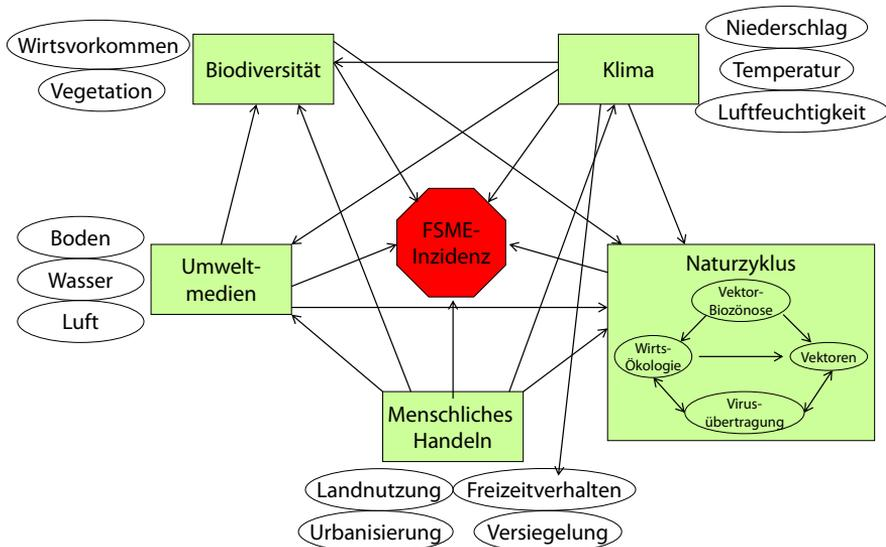 Wirtsvorkommen
Vegetation
Biodiversität
Klima
Niederschlag
Temperatur
Luftfeuchtigkeit
FSME-
Inzidenz
Boden
Wasser
Luft
Umwelt-
medien
Naturzyklus
Vektor-
Biozönose
Wirts-
Ökologie
Vektoren
Virus-
übertragung
Menschliches
Handeln
Landnutzung
Freizeitverhalten
Urbanisierung
Versiegelung